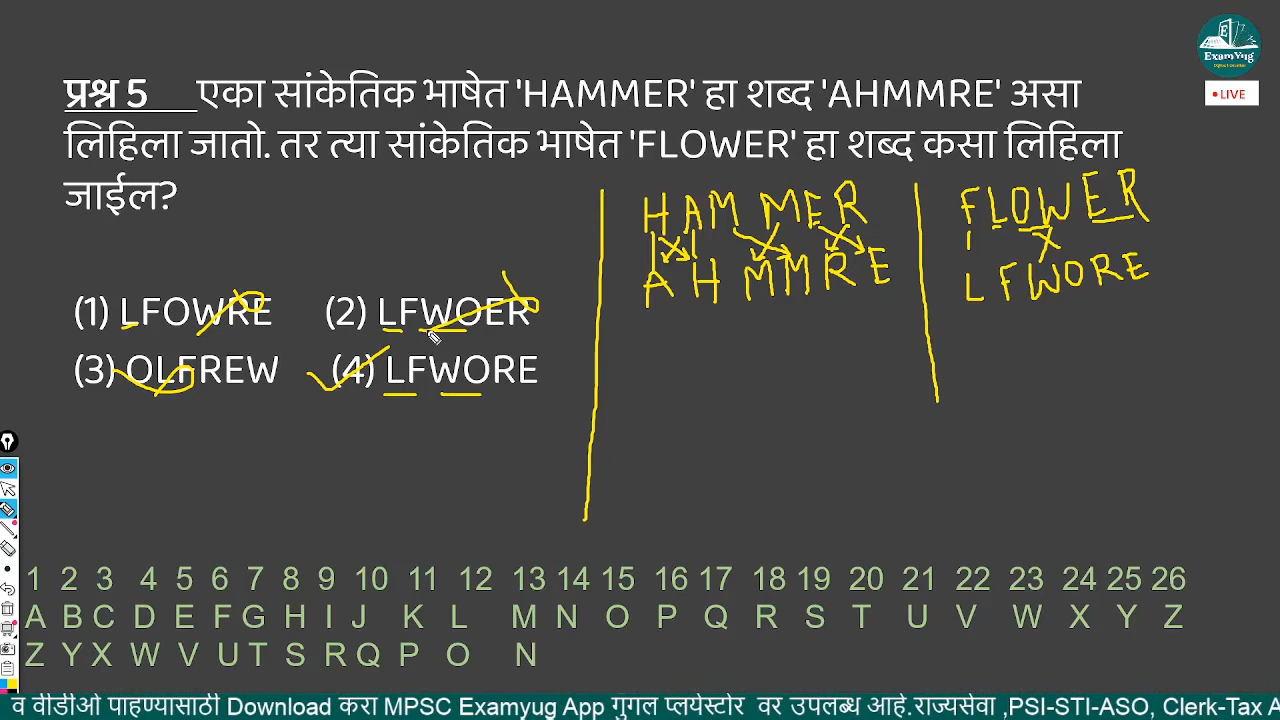 ExamYug
• LIVE
प्रश्न 5 एका सांकेतिक भाषेत 'HAMMER' हा शब्द 'AHMMRE' असा
लिहिला जातो. तर त्या सांकेतिक भाषेत 'FLOWER' हा शब्द कसा लिहिला
जाईल?
HAMMER
AHMMRE
FLOWER
LFWORE
(1) LFOWRE (2) LFWOER
(3) OLFREW (4) LFWORE
1 2 3 4 5 6 7 8 9 10 11 12 13 14 15 16 17 18 19 20 21 22 23 24 25 26
A B C D E F G H I J K L M N O P Q R S T U V W X Y Z
Z Y X W V U T S R Q P O N
व वीडीओ पाहण्यासाठी Download करा MPSC Examyug App गुगल प्लयेस्टोर वर उपलब्ध आहे.राज्यसेवा ,PSI-STI-ASO, Clerk-Tax A